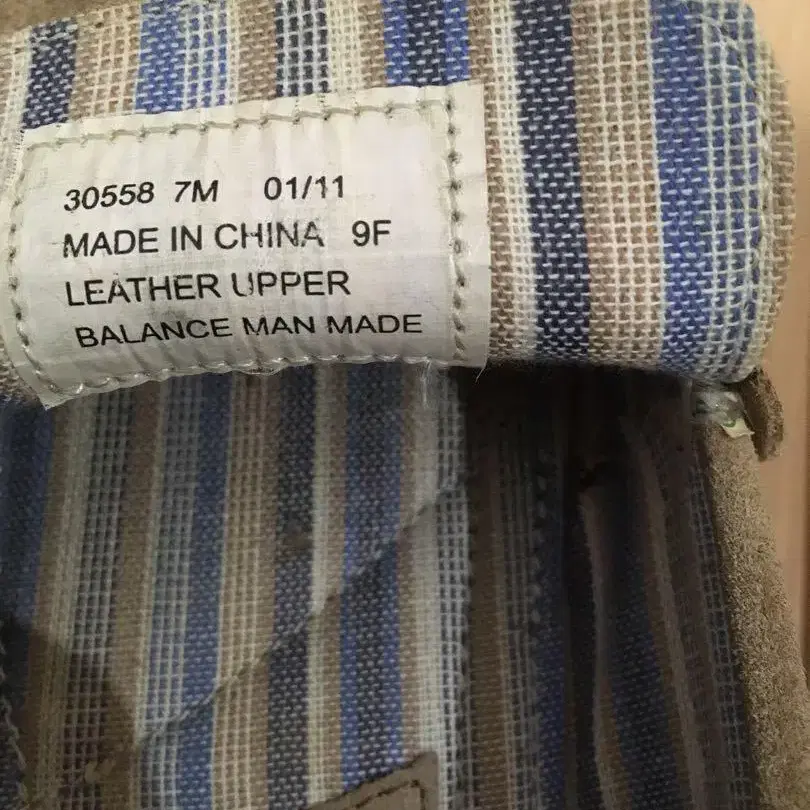 30558 7M 01/11
MADE IN CHINA 9F
LEATHER UPPER
BALANCE MAN MADE